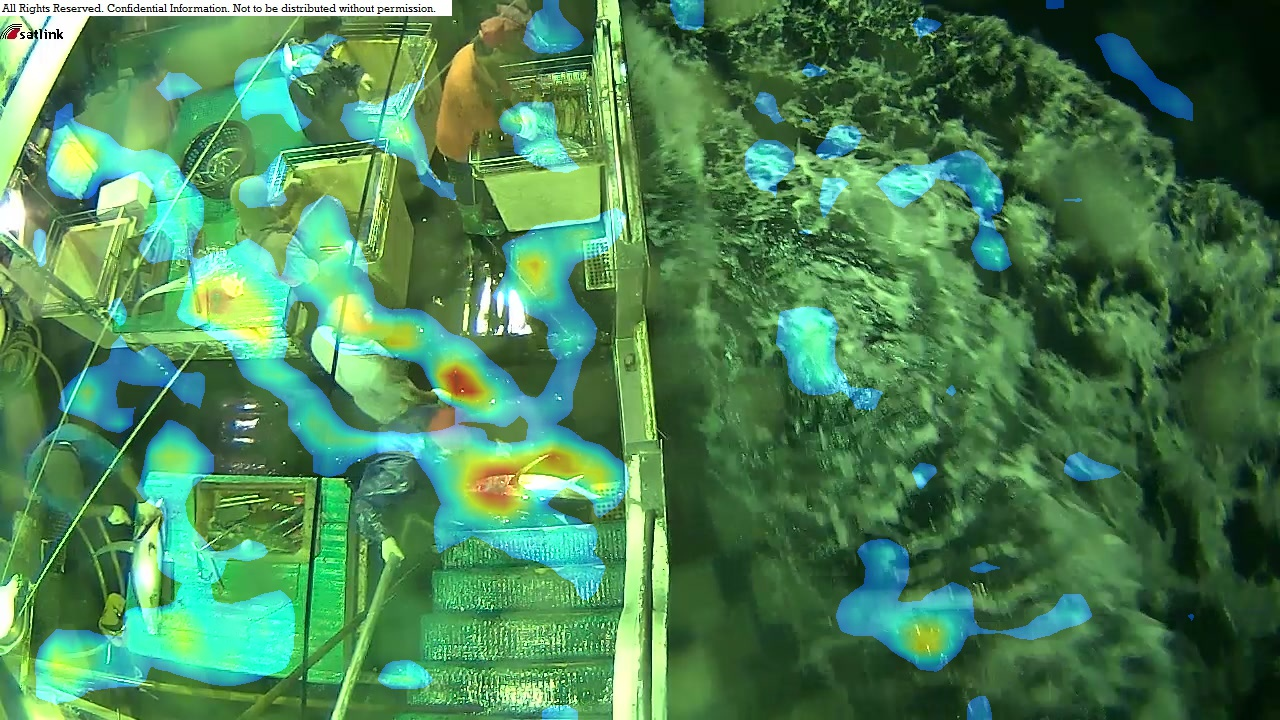 All Rights Reserved. Confidential Information. Not to be distributed without permission.
satlink